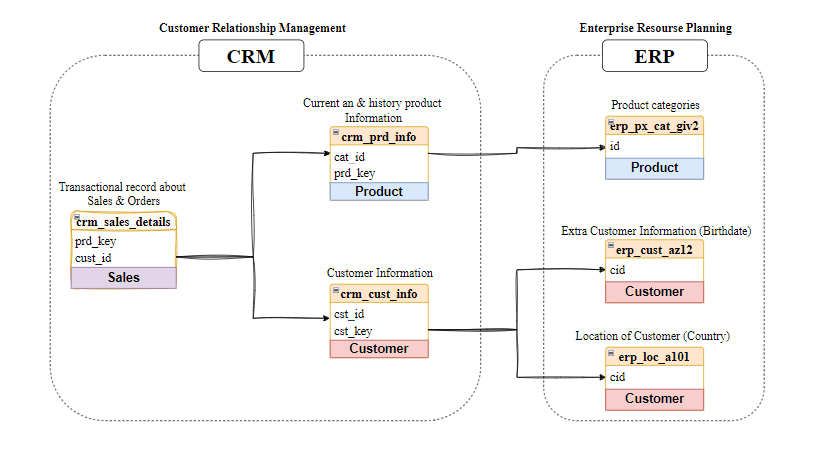 Customer Relationship Management
CRM
Enterprise Resourse Planning
ERP
Current an & history product
Information
crm_prd_info
cat_id
prd_key
Product
Product categories
erp_px_cat_giv2
id
Product
Transactional record about
Sales & Orders
crm_sales_details
prd_key
cust_id
Sales
Customer Information
crm_cust_info
cst_id
cst_key
Customer
Extra Customer Information (Birthdate)
erp_cust_az12
cid
Customer
Location of Customer (Country)
erp_loc_a101
cid
Customer